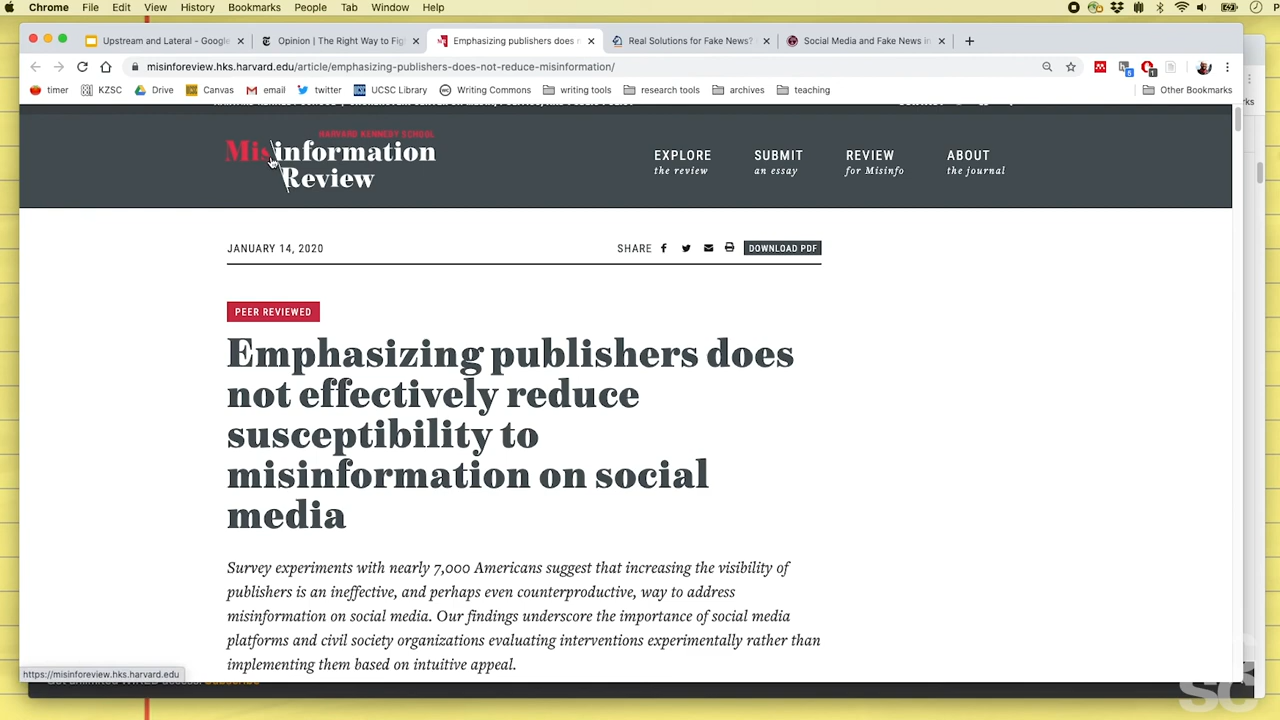 Chrome File Edit View History Bookmarks People Tab Window Help
Upstream and Lateral - Google
Opinion | The Right Way to Fig
Emphasizing publishers does n
Real Solutions for Fake News?
Social Media and Fake News in
misinforeview.hks.harvard.edu/article/emphasizing-publishers-does-not-reduce-misinformation/
timer KZSC Drive Canvas email twitter UCSC Library Writing Commons writing tools research tools archives teaching Other Bookmarks
HARVARD KENNEDY SCHOOL
Misinformation
Review
EXPLORE SUBMIT REVIEW ABOUT
the review an essay for Misinfo the journal
JANUARY 14, 2020 SHARE DOWNLOAD PDF
PEER REVIEWED
Emphasizing publishers does
not effectively reduce
susceptibility to
misinformation on social
media
Survey experiments with nearly 7,000 Americans suggest that increasing the visibility of
publishers is an ineffective, and perhaps even counterproductive, way to address
misinformation on social media. Our findings underscore the importance of social media
platforms and civil society organizations evaluating interventions experimentally rather than
implementing them based on intuitive appeal.
https://misinforeview.hks.harvard.edu